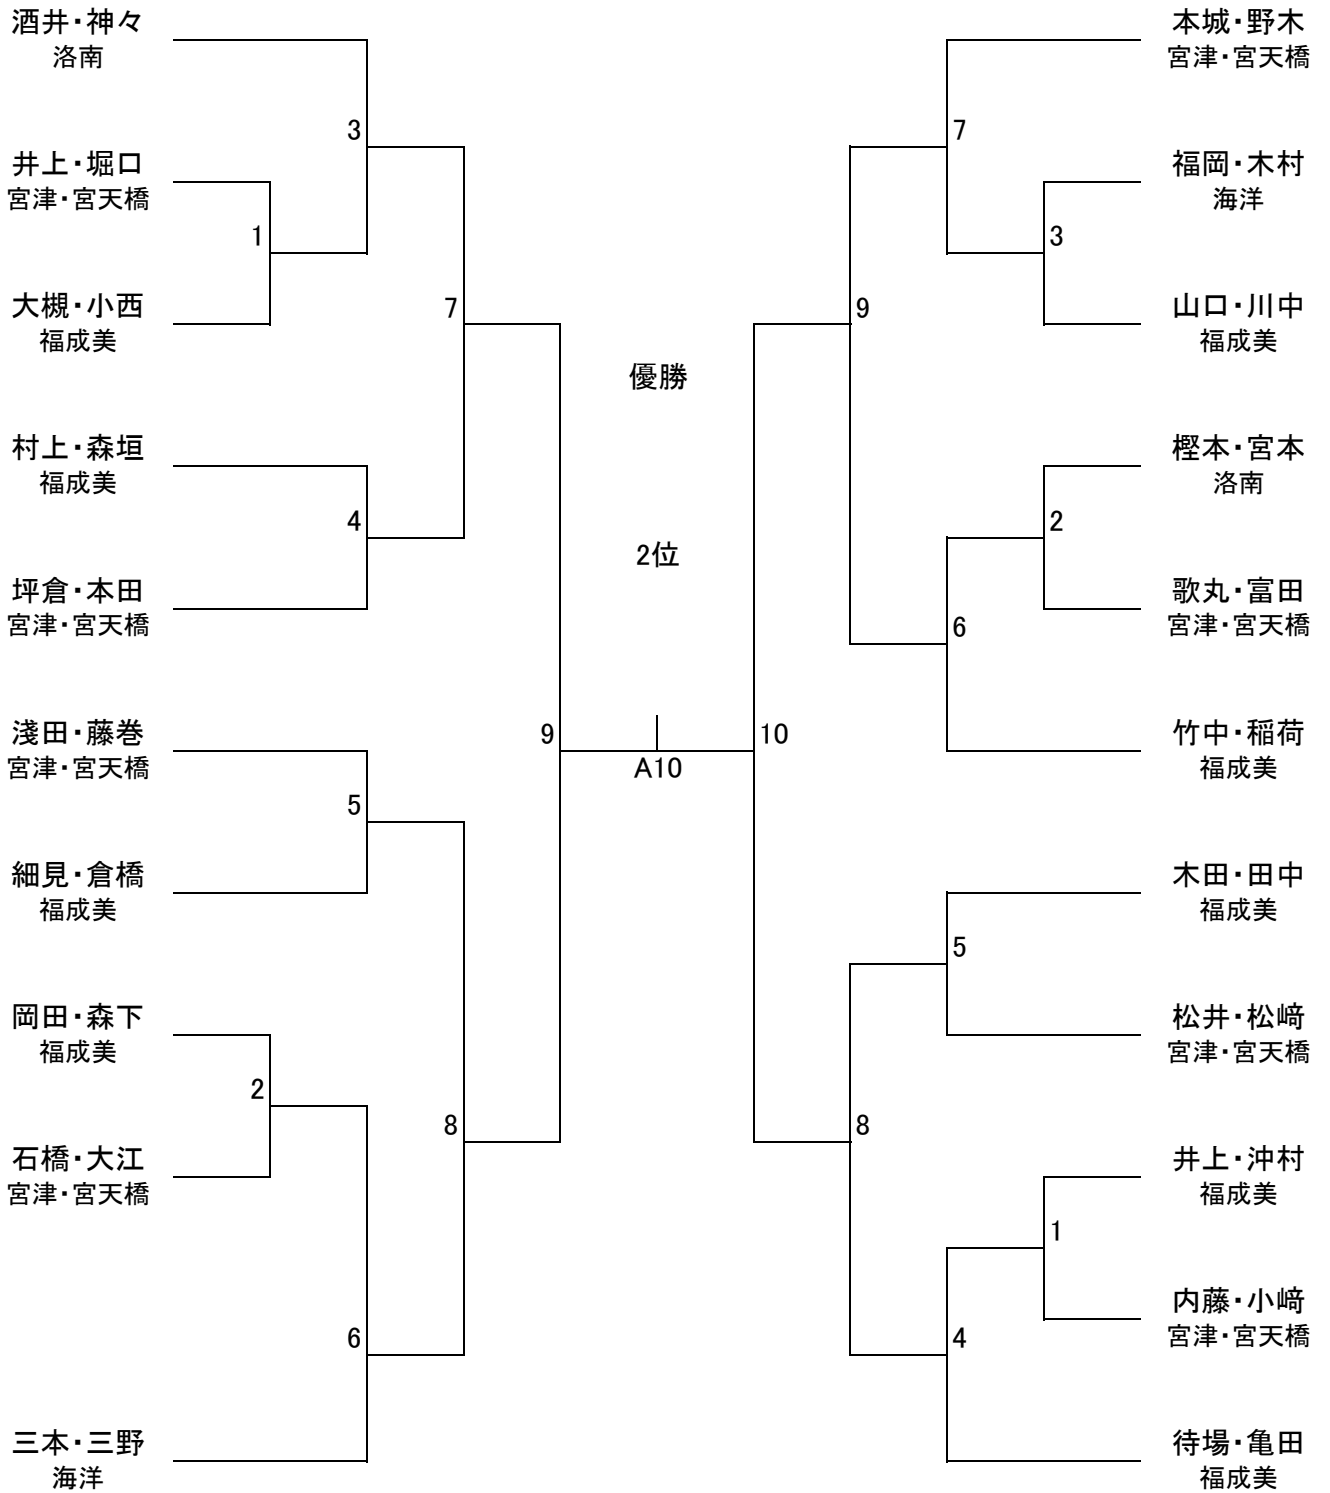 酒井・神々
洛南
3
井上・堀口
宮津・宮天橋
1
大槻・小西
福成美
7
村上・森垣
福成美
4
坪倉・本田
宮津・宮天橋
淺田・藤巻
宮津・宮天橋
9
5
細見・倉橋
福成美
岡田・森下
福成美
2
8
石橋・大江
宮津・宮天橋
6
三本・三野
海洋
優勝
2位
A10
本城・野木
宮津・宮天橋
7
福岡・木村
海洋
3
山口・川中
福成美
9
樫本・宮本
洛南
2
歌丸・富田
宮津・宮天橋
6
竹中・稲荷
福成美
10
木田・田中
福成美
5
松井・松﨑
宮津・宮天橋
8
井上・沖村
福成美
1
内藤・小﨑
宮津・宮天橋
4
待場・亀田
福成美